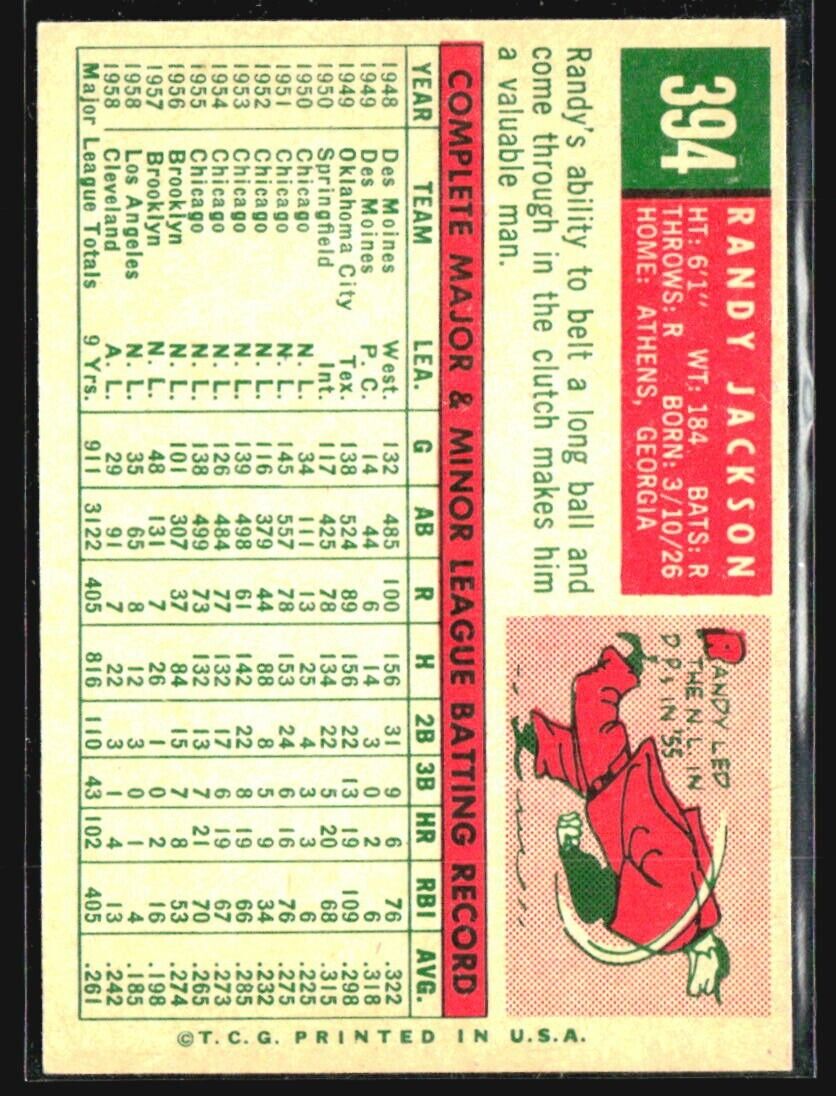 394
RANDY JACKSON
HT: 6'1" WT: 184 BATS: R
THROWS: R BORN: 3/10/26
HOME: ATHENS, GEORGIA
Randy's ability to belt a long ball and
come through in the clutch makes him
a valuable man.
RANDY LED
THE N.L. IN
D.P.s IN '55
COMPLETE MAJOR & MINOR LEAGUE BATTING RECORD
YEAR TEAM LEA. G AB R H 2B 3B HR RBI AVG.
1948 Des Moines West. 132 485 100 156 31 9 6 76 .322
1949 Des Moines P. C. 14 44 6 14 3 0 2 6 .318
1949 Oklahoma City Tex. 138 524 89 156 22 13 19 109 .298
1950 Springfield Int. 117 425 78 134 22 5 20 68 .315
1950 Chicago N. L. 34 111 13 25 4 3 3 6 .225
1951 Chicago N. L. 145 557 78 153 24 6 16 76 .275
1952 Chicago N. L. 116 379 44 88 8 5 9 34 .232
1953 Chicago N. L. 139 498 61 142 22 8 19 66 .285
1954 Chicago N. L. 126 484 77 132 17 6 19 67 .273
1955 Chicago N. L. 138 499 73 132 13 7 21 70 .265
1956 Brooklyn N. L. 101 307 37 84 15 7 8 53 .274
1957 Brooklyn N. L. 48 131 7 26 1 0 2 16 .198
1958 Los Angeles N. L. 35 65 8 12 3 0 1 4 .185
1958 Cleveland A. L. 29 91 7 22 3 1 4 13 .242
Major League Totals 9 Yrs. 911 3122 405 816 110 43 102 405 .261
©T. C. G. PRINTED IN U.S.A.